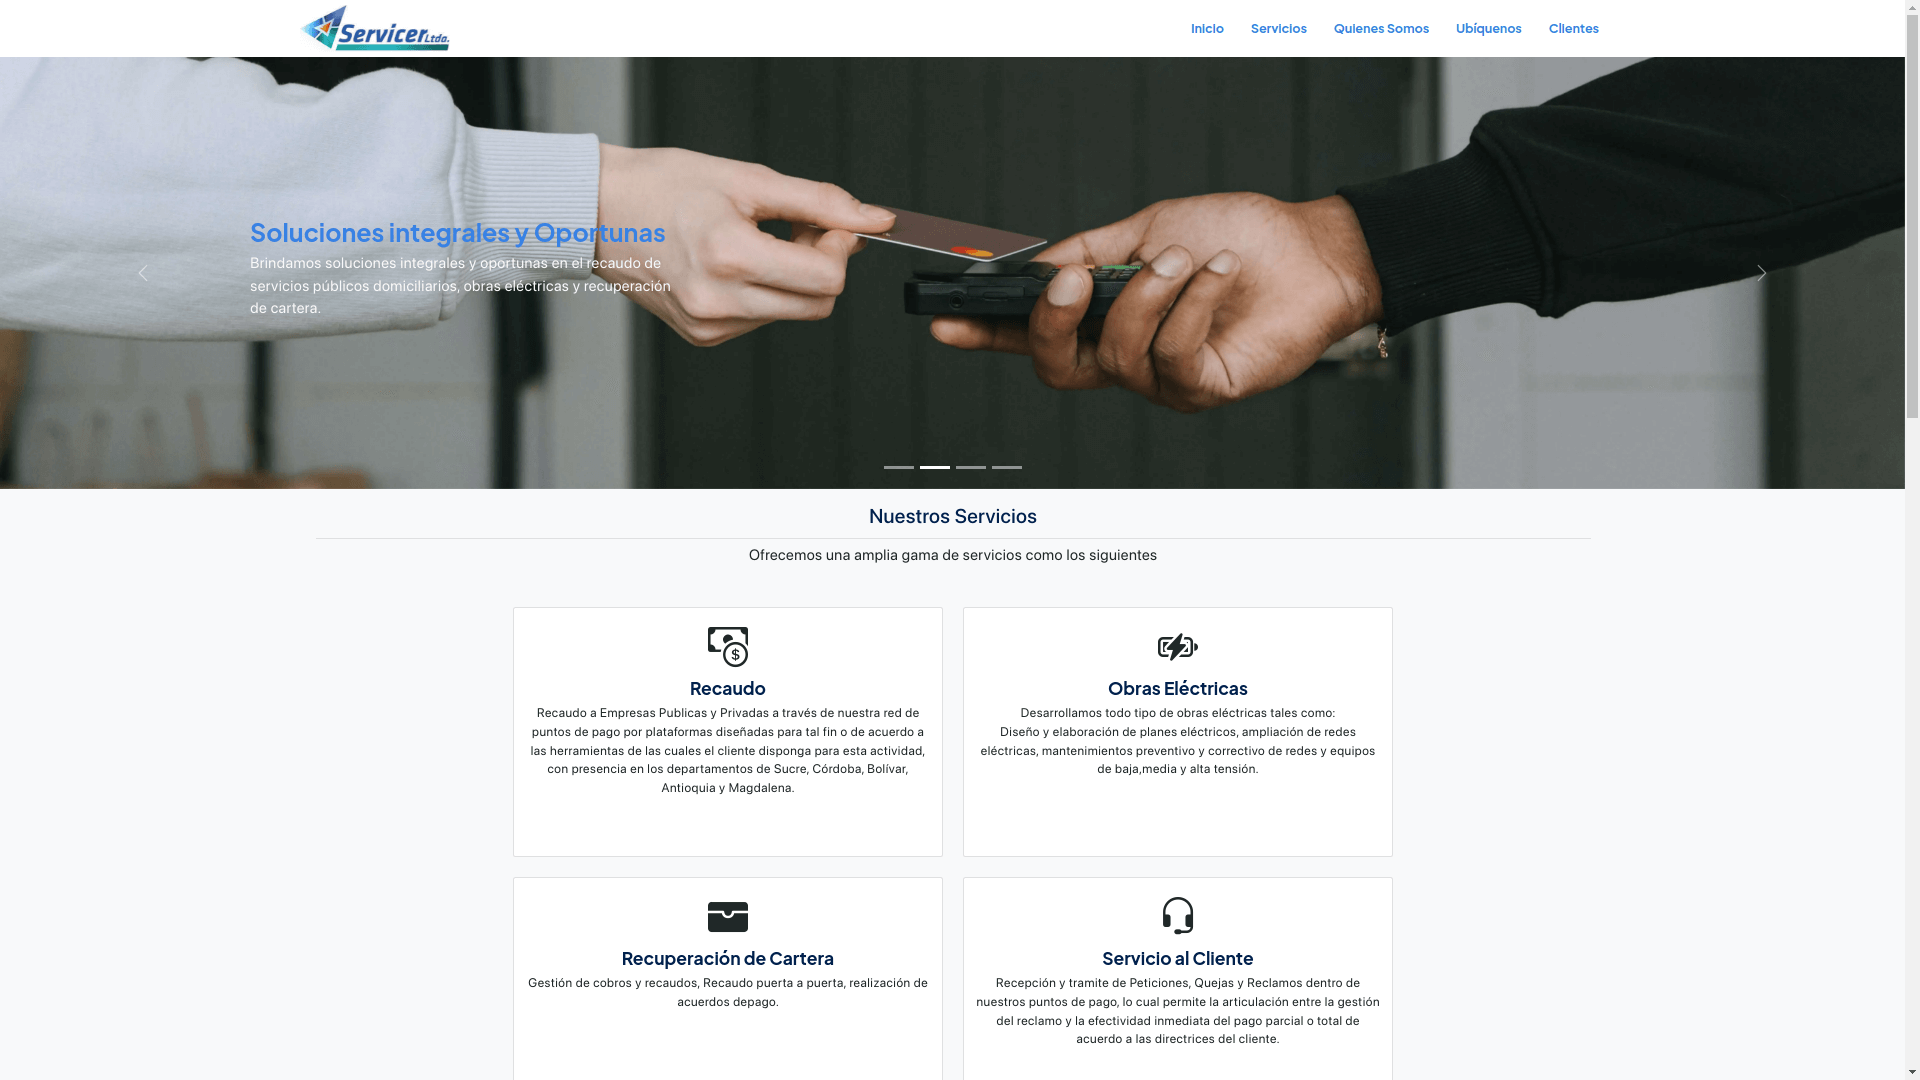 Servicer Ltda.
Inicio
Servicios
Quienes Somos
Ubíquenos
Clientes
Soluciones integrales y Oportunas
Brindamos soluciones integrales y oportunas en el recaudo de
servicios públicos domiciliarios, obras eléctricas y recuperación
de cartera.
Nuestros Servicios
Ofrecemos una amplia gama de servicios como los siguientes
Recaudo
Recaudo a Empresas Publicas y Privadas a través de nuestra red de
puntos de pago por plataformas diseñadas para tal fin o de acuerdo a
las herramientas de las cuales el cliente disponga para esta actividad,
con presencia en los departamentos de Sucre, Córdoba, Bolívar,
Antioquia y Magdalena.
Obras Eléctricas
Desarrollamos todo tipo de obras eléctricas tales como:
Diseño y elaboración de planes eléctricos, ampliación de redes
eléctricas, mantenimientos preventivo y correctivo de redes y equipos
de baja,media y alta tensión.
Recuperación de Cartera
Gestión de cobros y recaudos, Recaudo puerta a puerta, realización de
acuerdos depago.
Servicio al Cliente
Recepción y tramite de Peticiones, Quejas y Reclamos dentro de
nuestros puntos de pago, lo cual permite la articulación entre la gestión
del reclamo y la efectividad inmediata del pago parcial o total de
acuerdo a las directrices del cliente.